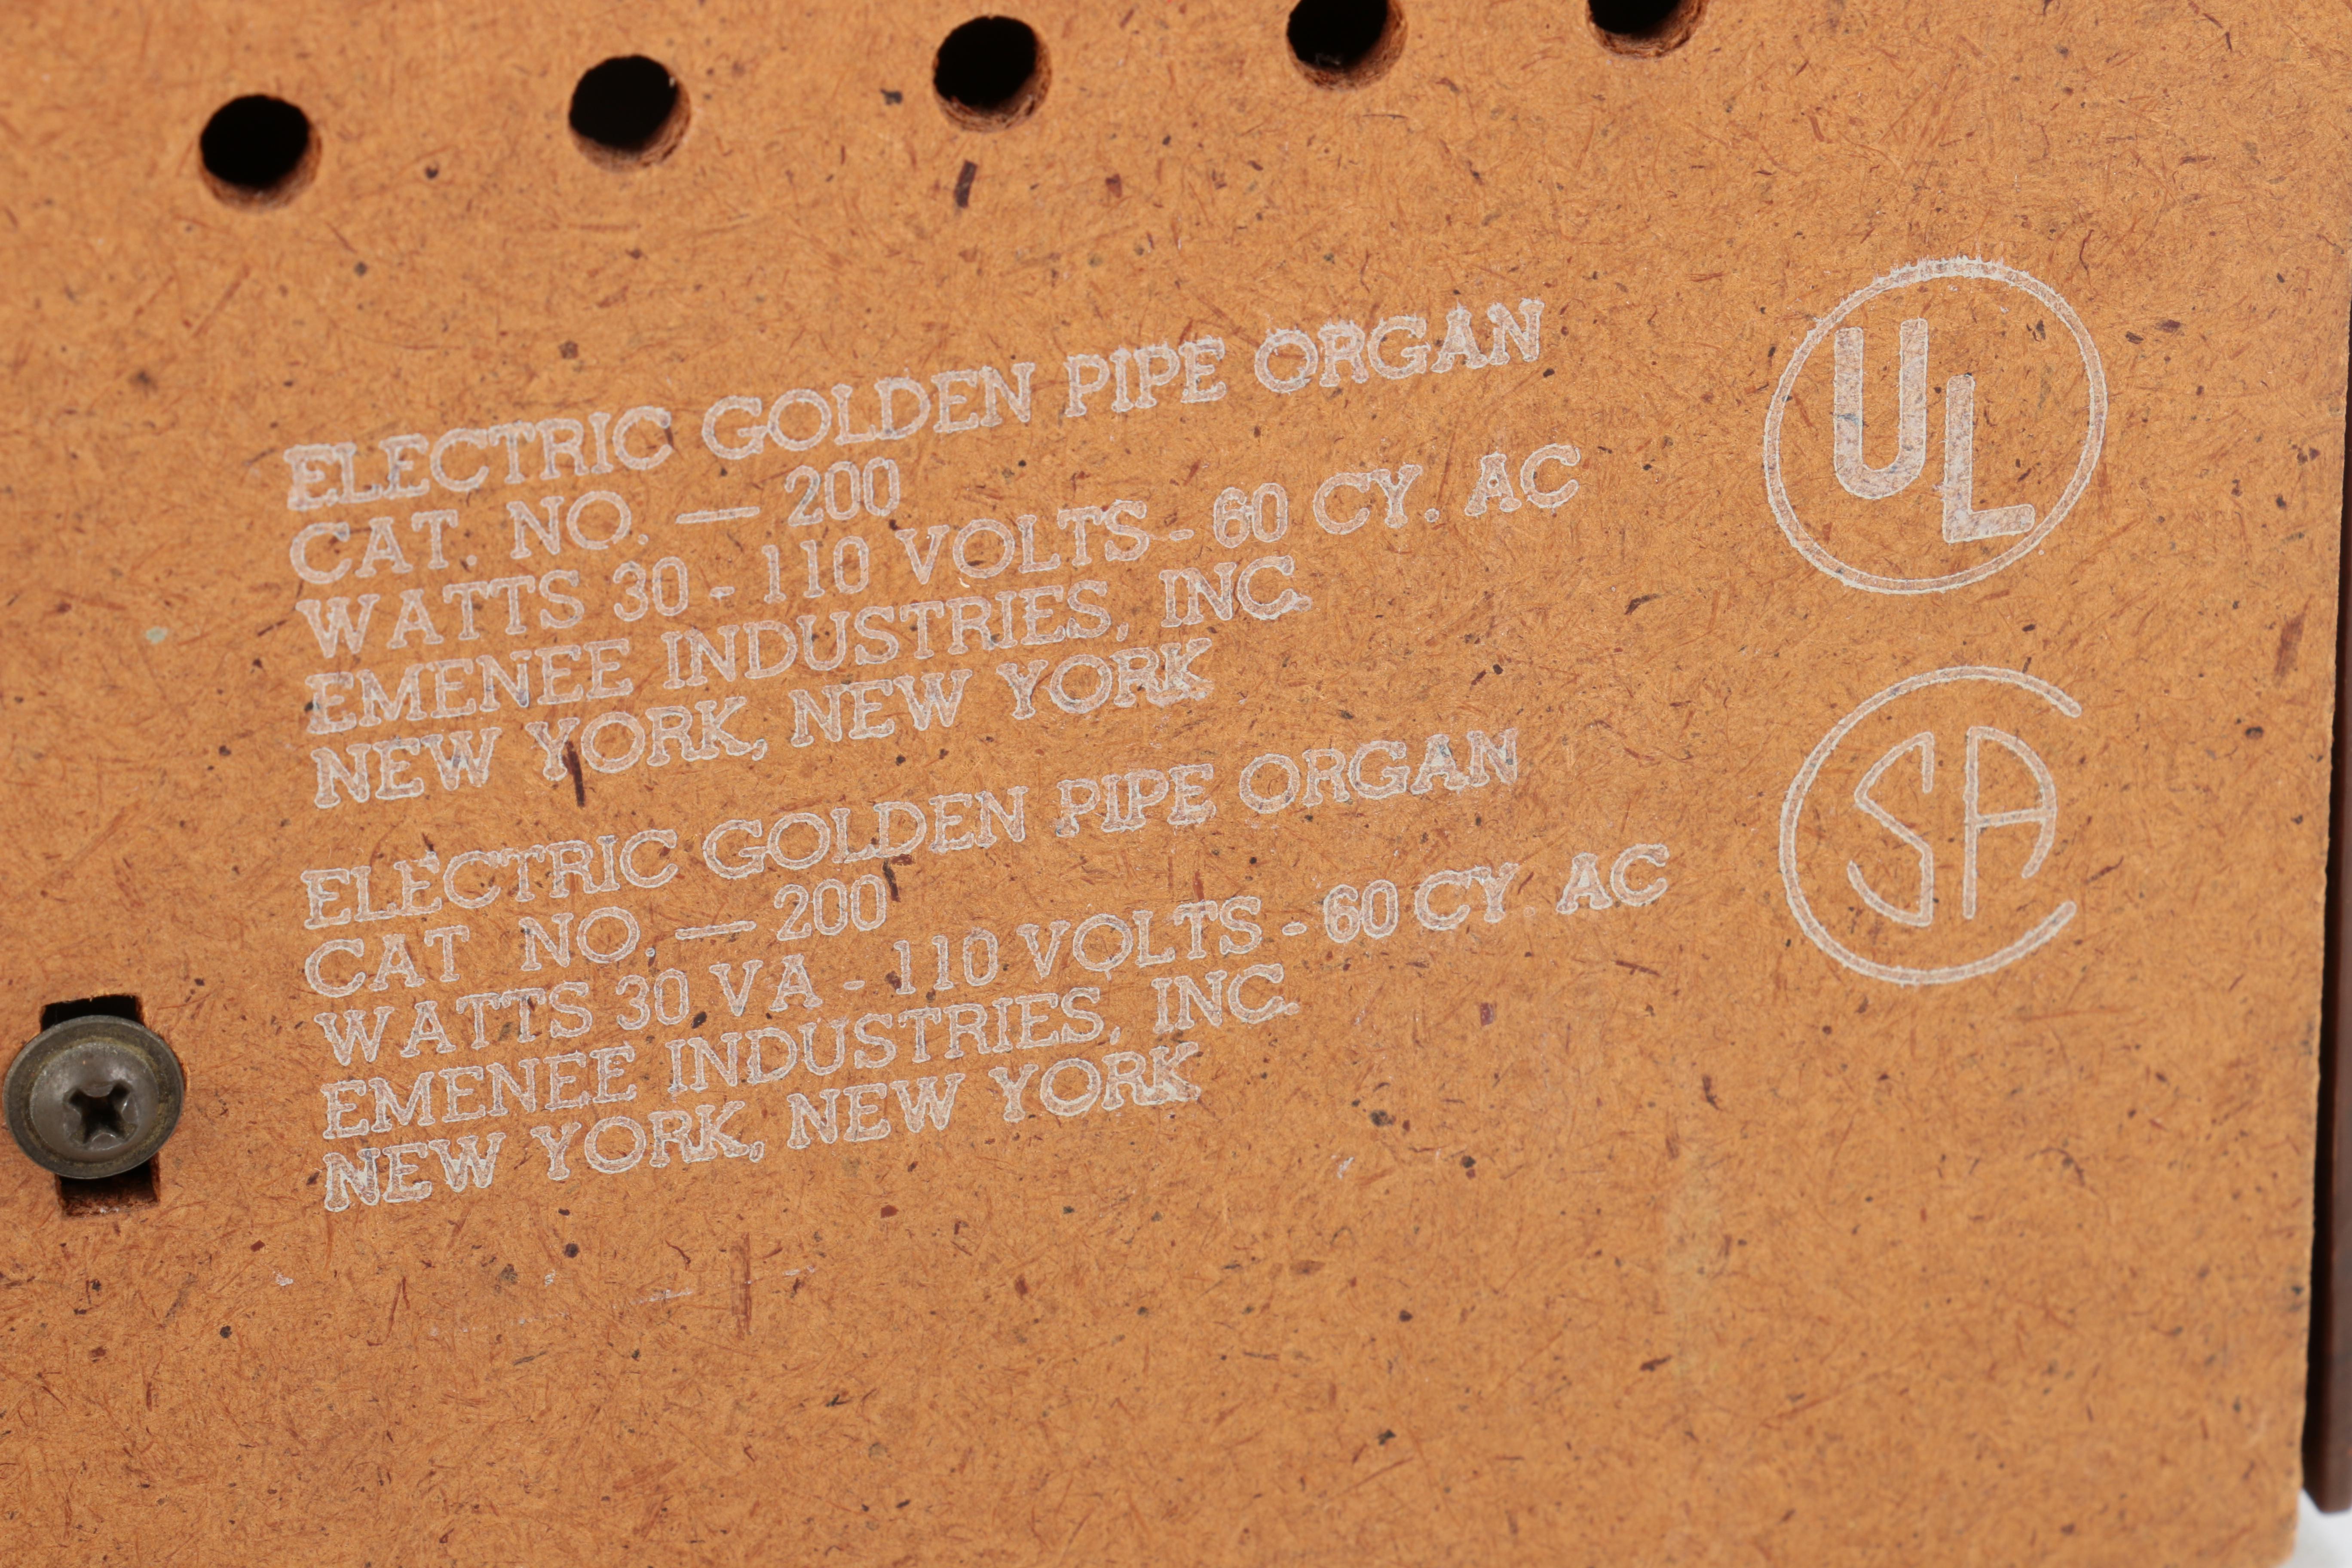 ELECTRIC GOLDEN PIPE ORGAN
CAT. NO. — 200
WATTS 30 - 110 VOLTS - 60 CY. AC
EMENEE INDUSTRIES, INC.
NEW YORK, NEW YORK
UL
ELECTRIC GOLDEN PIPE ORGAN
CAT NO. — 200
WATTS 30 VA - 110 VOLTS - 60 CY AC
EMENEE INDUSTRIES, INC.
NEW YORK, NEW YORK
CSA